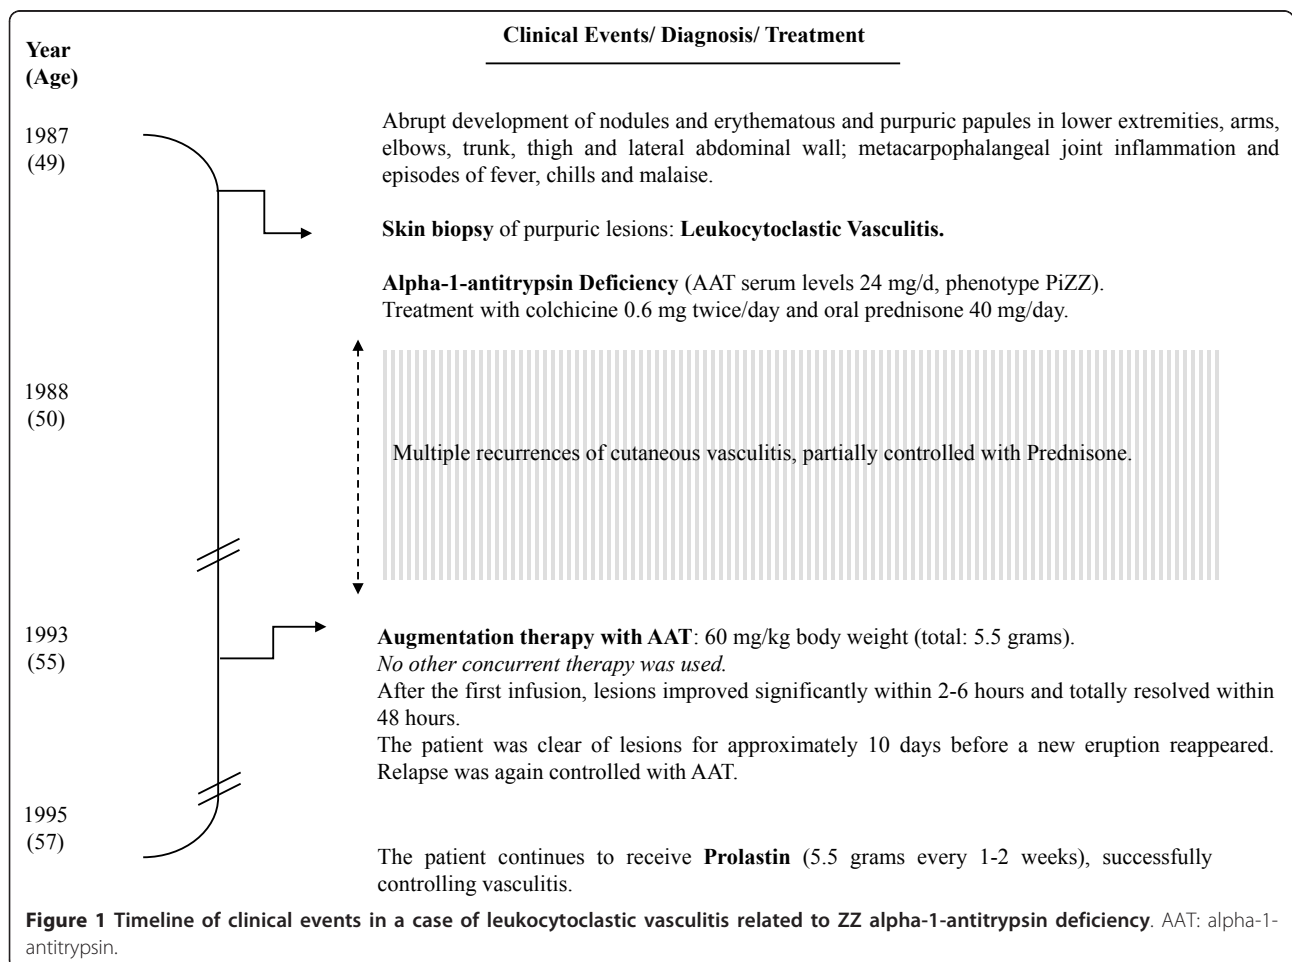 Clinical Events/ Diagnosis/ Treatment
Year
(Age)
1987
(49)
Abrupt development of nodules and erythematous and purpuric papules in lower extremities, arms,
elbows, trunk, thigh and lateral abdominal wall; metacarpophalangeal joint inflammation and
episodes of fever, chills and malaise.
Skin biopsy of purpuric lesions: Leukocytoclastic Vasculitis.
Alpha-1-antitrypsin Deficiency (AAT serum levels 24 mg/d, phenotype PiZZ).
Treatment with colchicine 0.6 mg twice/day and oral prednisone 40 mg/day.
1988
(50)
Multiple recurrences of cutaneous vasculitis, partially controlled with Prednisone.
1993
(55)
Augmentation therapy with AAT: 60 mg/kg body weight (total: 5.5 grams).
No other concurrent therapy was used.
After the first infusion, lesions improved significantly within 2-6 hours and totally resolved within
48 hours.
The patient was clear of lesions for approximately 10 days before a new eruption reappeared.
Relapse was again controlled with AAT.
1995
(57)
The patient continues to receive Prolastin (5.5 grams every 1-2 weeks), successfully
controlling vasculitis.
Figure 1 Timeline of clinical events in a case of leukocytoclastic vasculitis related to ZZ alpha-1-antitrypsin deficiency. AAT: alpha-1-
antitrypsin.